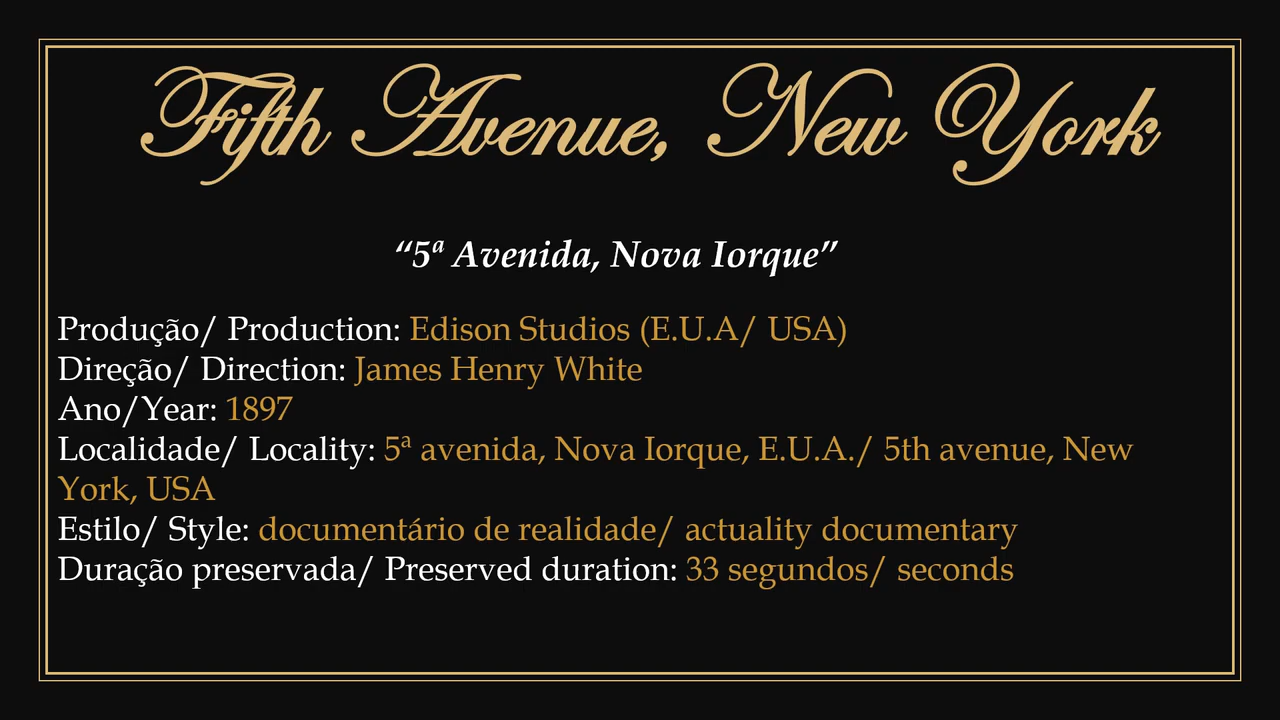 Fifth Avenue, New York
“5ª Avenida, Nova Iorque”
Produção/ Production: Edison Studios (E.U.A/ USA)
Direção/ Direction: James Henry White
Ano/Year: 1897
Localidade/ Locality: 5ª avenida, Nova Iorque, E.U.A./ 5th avenue, New
York, USA
Estilo/ Style: documentário de realidade/ actuality documentary
Duração preservada/ Preserved duration: 33 segundos/ seconds